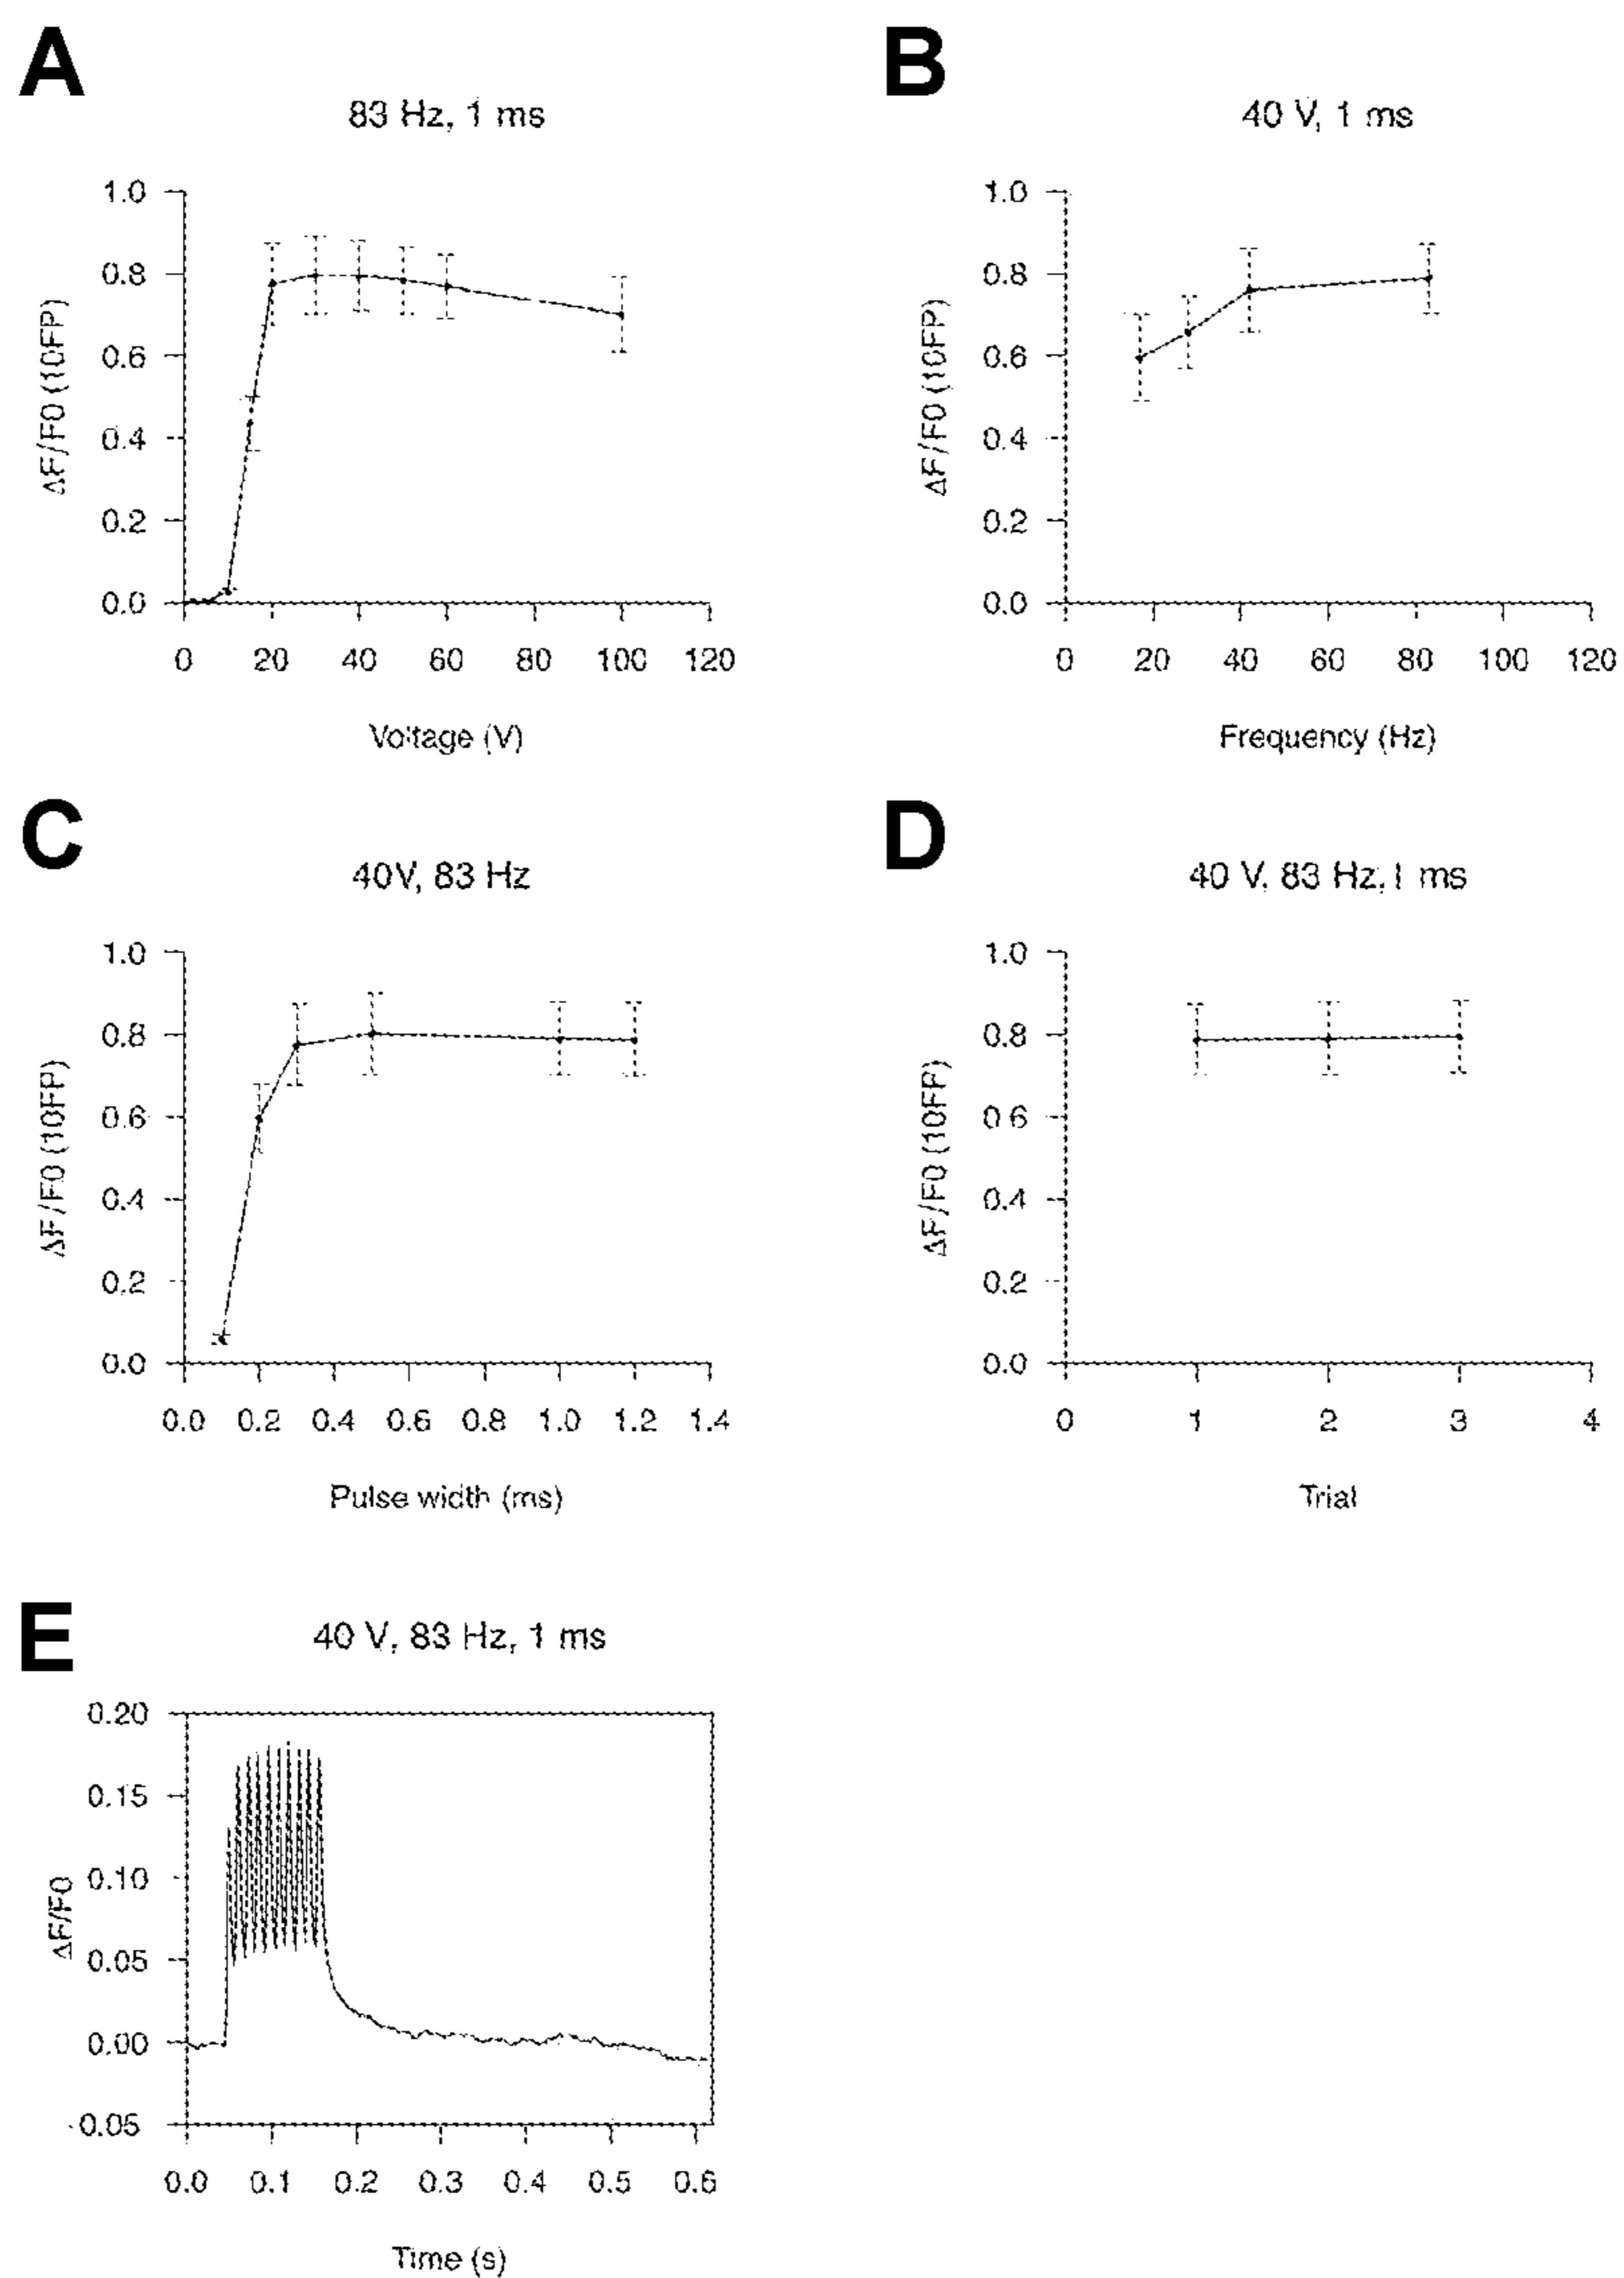 A
83 Hz, 1 ms
1.0
0.8
0.6
0.4
0.2
0.0
ΔF/F0 (10FP)
0 20 40 60 80 100 120
Voltage (V)
B
40 V, 1 ms
1.0
0.8
0.6
0.4
0.2
0.0
ΔF/F0 (10FP)
0 20 40 60 80 100 120
Frequency (Hz)
C
40V, 83 Hz
1.0
0.8
0.6
0.4
0.2
0.0
ΔF/F0 (10FP)
0.0 0.2 0.4 0.6 0.8 1.0 1.2 1.4
Pulse width (ms)
D
40 V, 83 Hz, 1 ms
1.0
0.8
0.6
0.4
0.2
0.0
ΔF/F0 (10FP)
0 1 2 3 4
Trial
E
40 V, 83 Hz, 1 ms
0.20
0.15
0.10
0.05
0.00
-0.05
ΔF/F0
0.0 0.1 0.2 0.3 0.4 0.5 0.6
Time (s)